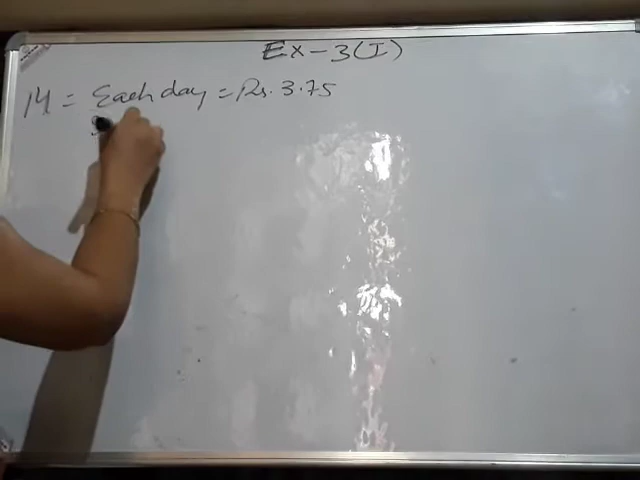 Ex-3(I)
14 = Each day = Rs. 3.75